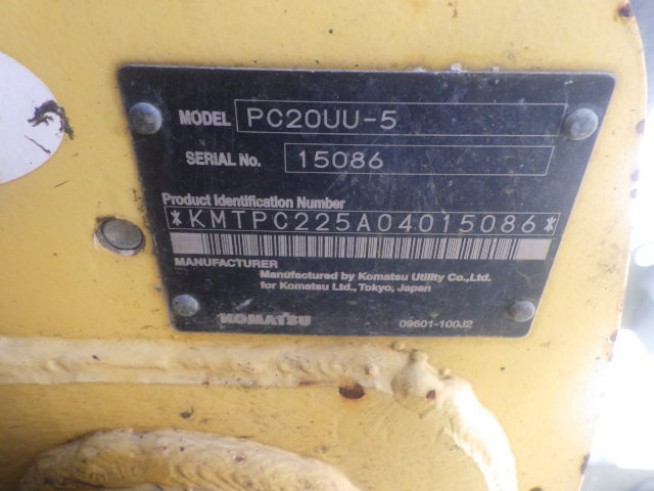 MODEL PC20UU-5
SERIAL No. 15086
Product Identification Number
*KMTPC225A04015086*
MANUFACTURER
Manufactured by Komatsu Utility Co.,Ltd.
for Komatsu Ltd., Tokyo, Japan
KOMATSU 09601-100J2